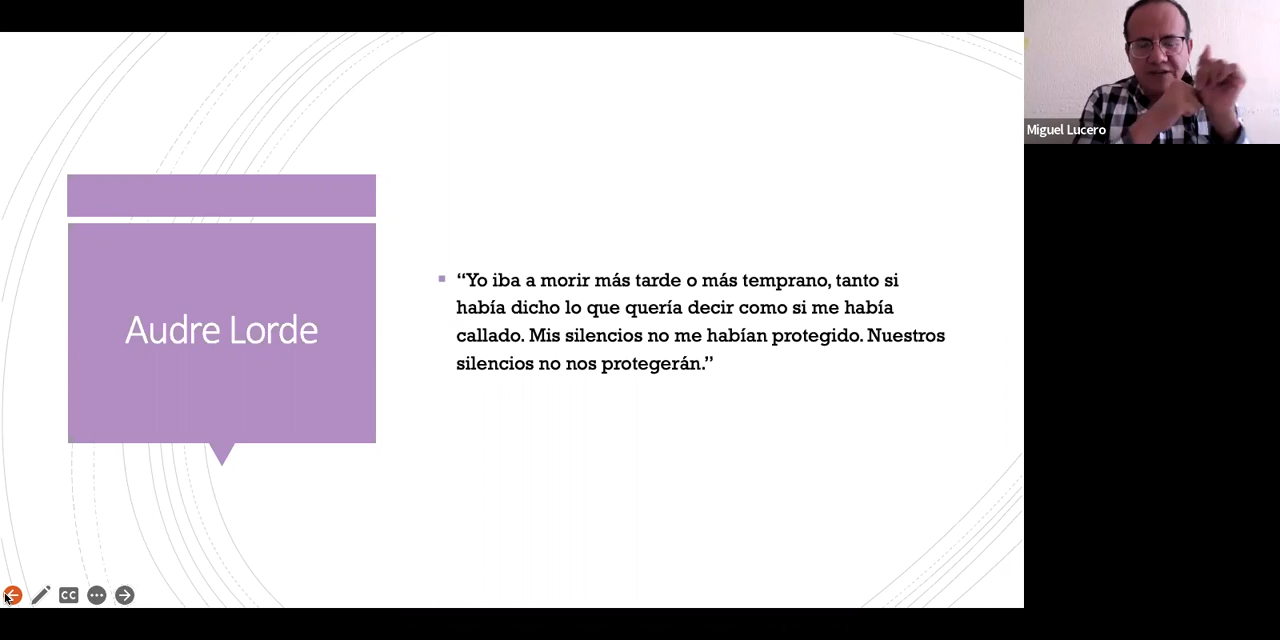 Audre Lorde
“Yo iba a morir más tarde o más temprano, tanto si
había dicho lo que quería decir como si me había
callado. Mis silencios no me habían protegido. Nuestros
silencios no nos protegerán.”
Miguel Lucero
CC